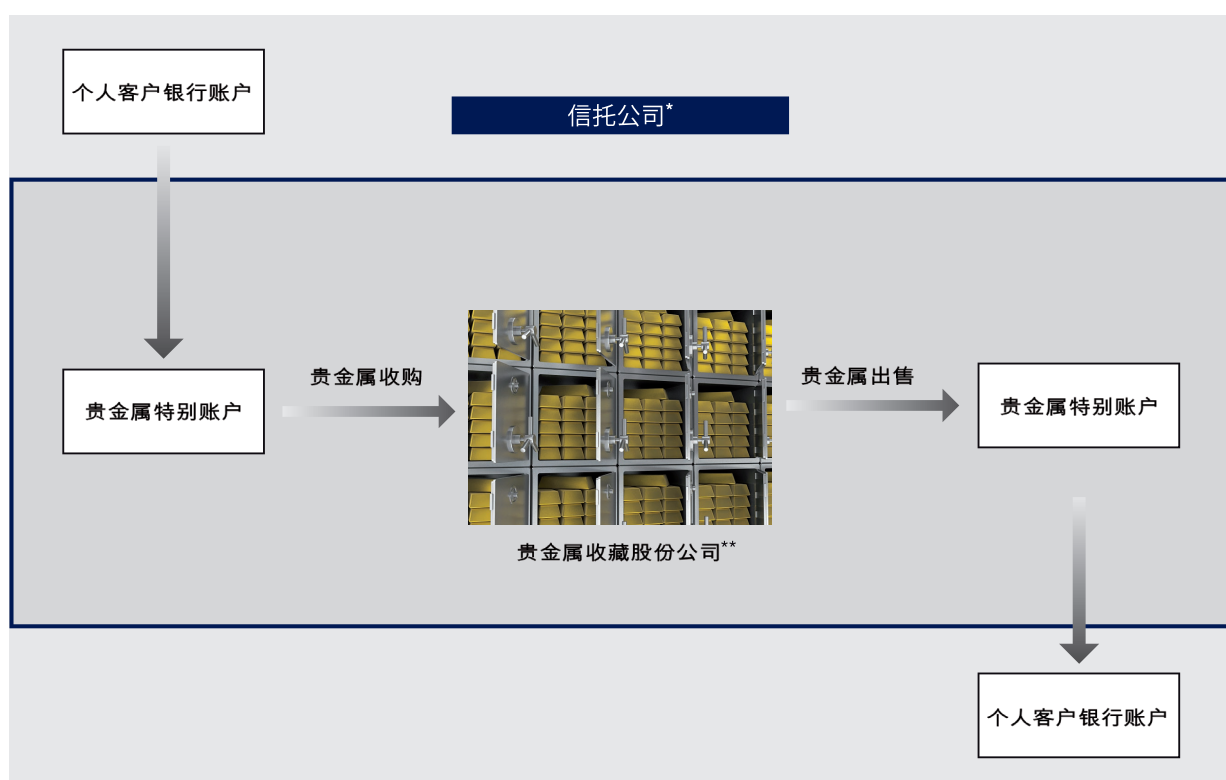 个人客户银行账户
信托公司*
贵金属特别账户
贵金属收购
贵金属收藏股份公司**
贵金属出售
贵金属特别账户
个人客户银行账户